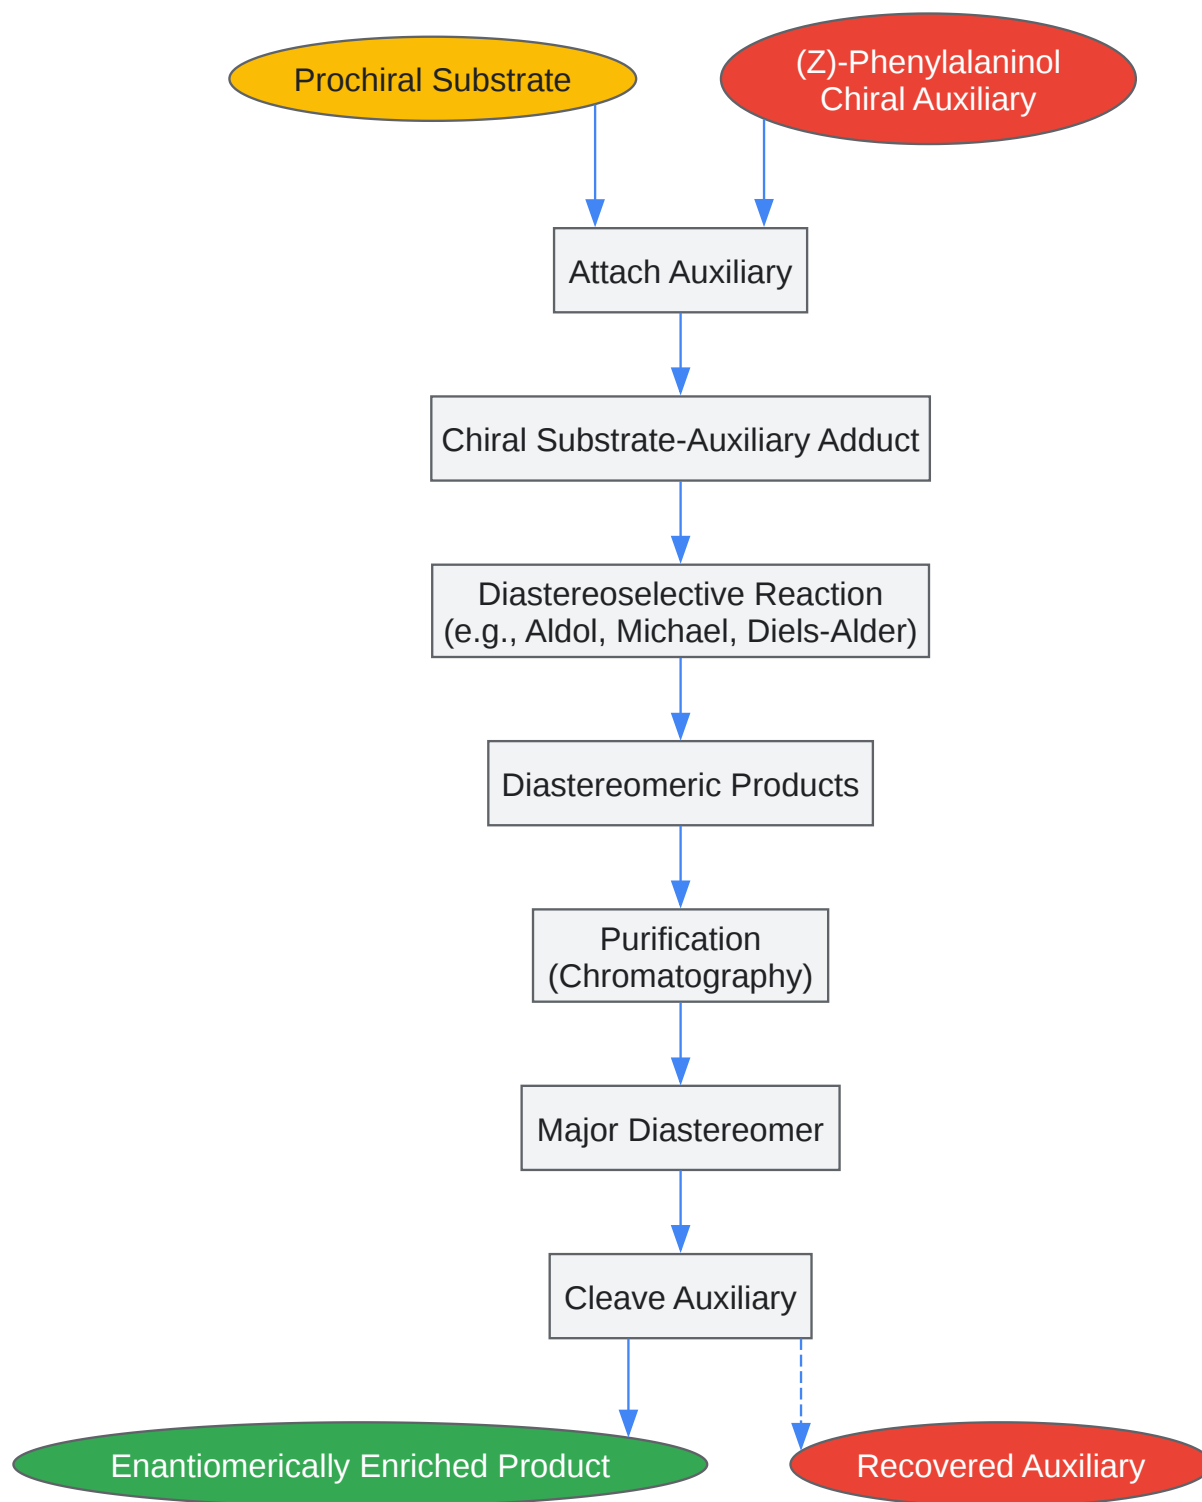 Prochiral Substrate
(Z)-Phenylalaninol
Chiral Auxiliary
Attach Auxiliary
Chiral Substrate-Auxiliary Adduct
Diastereoselective Reaction
(e.g., Aldol, Michael, Diels-Alder)
Diastereomeric Products
Purification
(Chromatography)
Major Diastereomer
Cleave Auxiliary
Enantiomerically Enriched Product
Recovered Auxiliary